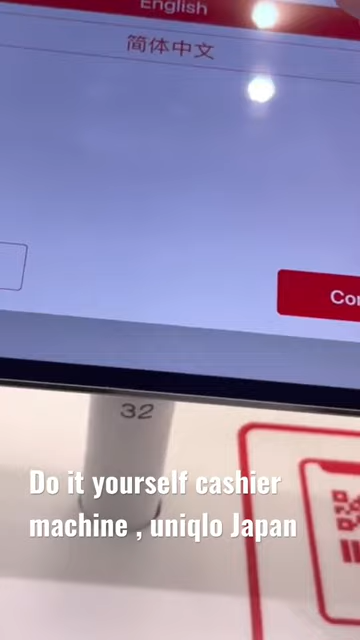 English
简体中文
32
Do it yourself cashier
machine , uniqlo Japan